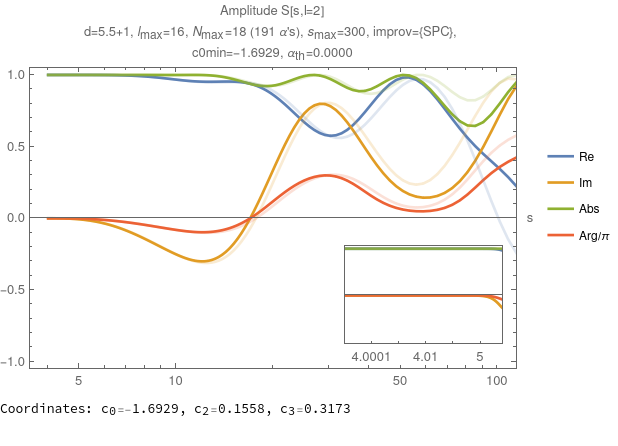 Amplitude S[s,l=2]
d=5.5+1, lmax=16, Nmax=18 (191 α's), smax=300, improv={SPC},
c0min=-1.6929, αth=0.0000
1.0
0.5
0.0
-0.5
-1.0
s
Re
Im
Abs
Arg/π
4.0001 4.01 5
5 10 50 100
Coordinates: c0=-1.6929, c2=0.1558, c3=0.3173